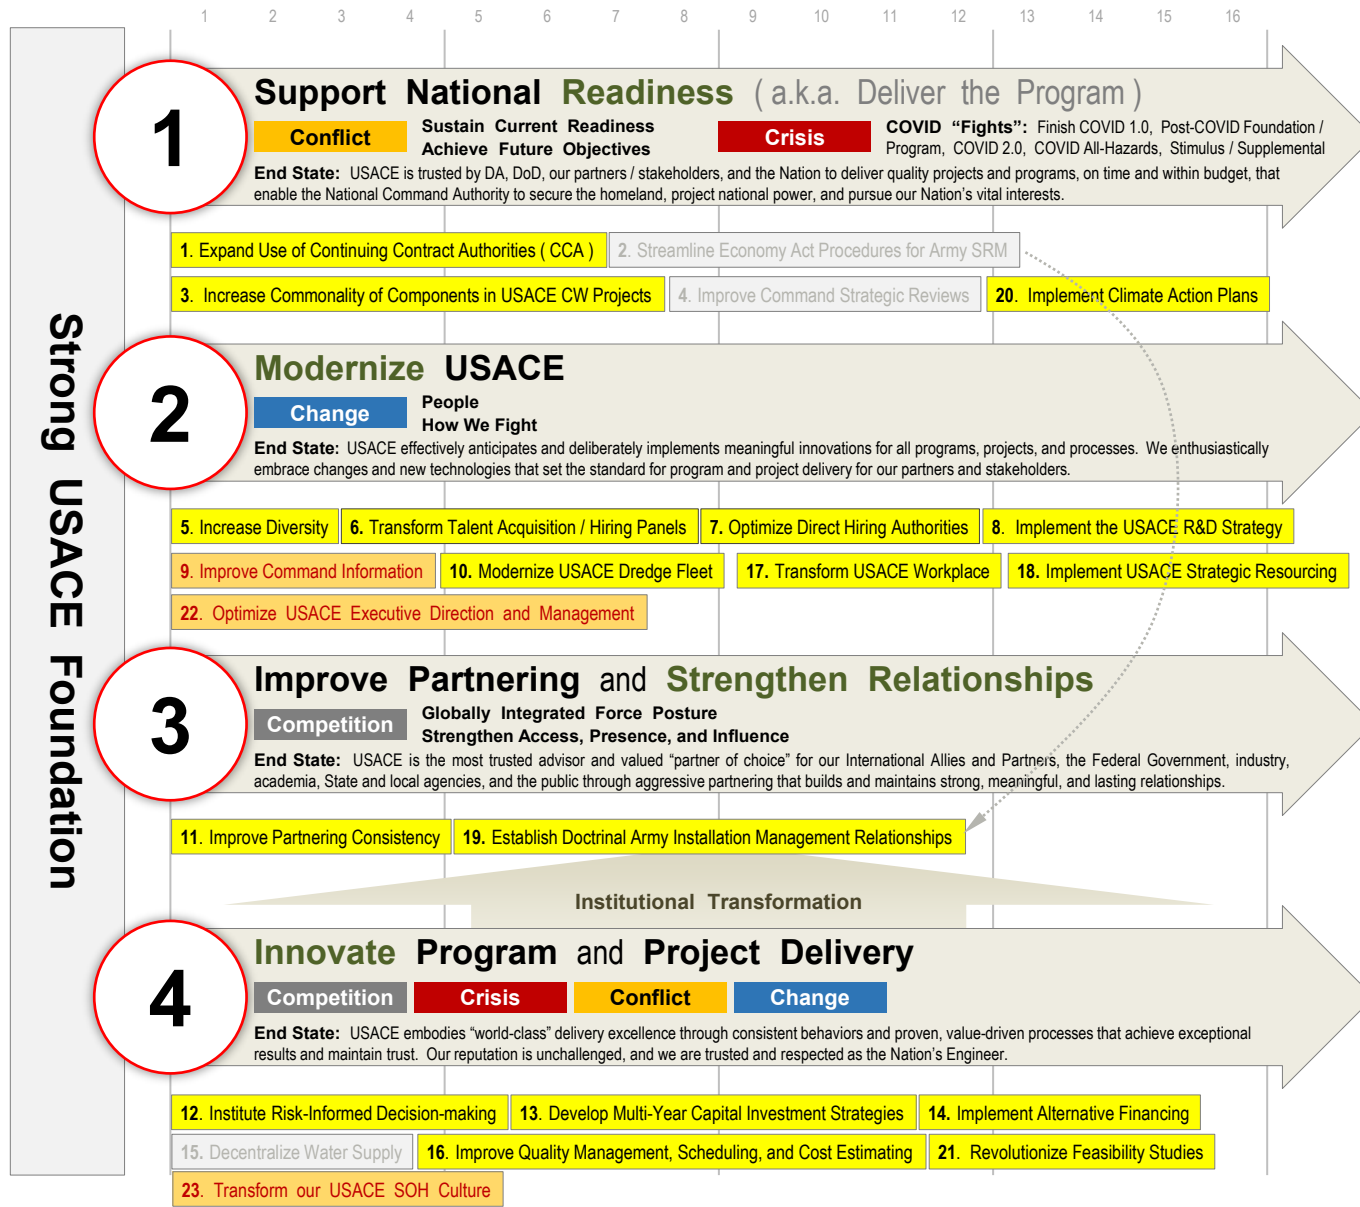 1 2 3 4 5 6 7 8 9 10 11 12 13 14 15 16
Strong USACE Foundation
1
Support National Readiness ( a.k.a. Deliver the Program )
Conflict
Sustain Current Readiness
Achieve Future Objectives
Crisis
COVID “Fights”: Finish COVID 1.0, Post-COVID Foundation /
Program, COVID 2.0, COVID All-Hazards, Stimulus / Supplemental
End State: USACE is trusted by DA, DoD, our partners / stakeholders, and the Nation to deliver quality projects and programs, on time and within budget, that
enable the National Command Authority to secure the homeland, project national power, and pursue our Nation’s vital interests.
1. Expand Use of Continuing Contract Authorities ( CCA )
2. Streamline Economy Act Procedures for Army SRM
3. Increase Commonality of Components in USACE CW Projects
4. Improve Command Strategic Reviews
20. Implement Climate Action Plans
2
Modernize USACE
Change
People
How We Fight
End State: USACE effectively anticipates and deliberately implements meaningful innovations for all programs, projects, and processes. We enthusiastically
embrace changes and new technologies that set the standard for program and project delivery for our partners and stakeholders.
5. Increase Diversity
6. Transform Talent Acquisition / Hiring Panels
7. Optimize Direct Hiring Authorities
8. Implement the USACE R&D Strategy
9. Improve Command Information
10. Modernize USACE Dredge Fleet
17. Transform USACE Workplace
18. Implement USACE Strategic Resourcing
22. Optimize USACE Executive Direction and Management
3
Improve Partnering and Strengthen Relationships
Competition
Globally Integrated Force Posture
Strengthen Access, Presence, and Influence
End State: USACE is the most trusted advisor and valued “partner of choice” for our International Allies and Partners, the Federal Government, industry,
academia, State and local agencies, and the public through aggressive partnering that builds and maintains strong, meaningful, and lasting relationships.
11. Improve Partnering Consistency
19. Establish Doctrinal Army Installation Management Relationships
Institutional Transformation
4
Innovate Program and Project Delivery
Competition
Crisis
Conflict
Change
End State: USACE embodies “world-class” delivery excellence through consistent behaviors and proven, value-driven processes that achieve exceptional
results and maintain trust. Our reputation is unchallenged, and we are trusted and respected as the Nation’s Engineer.
12. Institute Risk-Informed Decision-making
13. Develop Multi-Year Capital Investment Strategies
14. Implement Alternative Financing
15. Decentralize Water Supply
16. Improve Quality Management, Scheduling, and Cost Estimating
21. Revolutionize Feasibility Studies
23. Transform our USACE SOH Culture